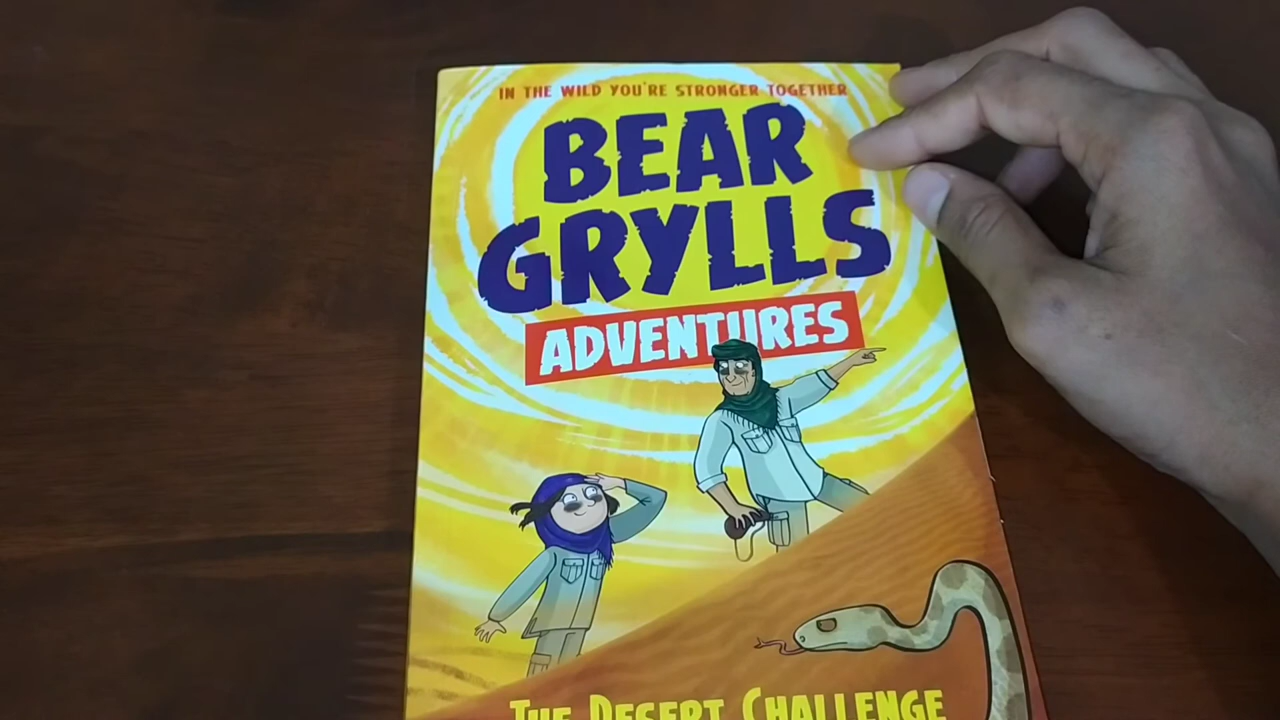 IN THE WILD YOU'RE STRONGER TOGETHER
BEAR
GRYLLS
ADVENTURES
THE DESERT CHALLENGE